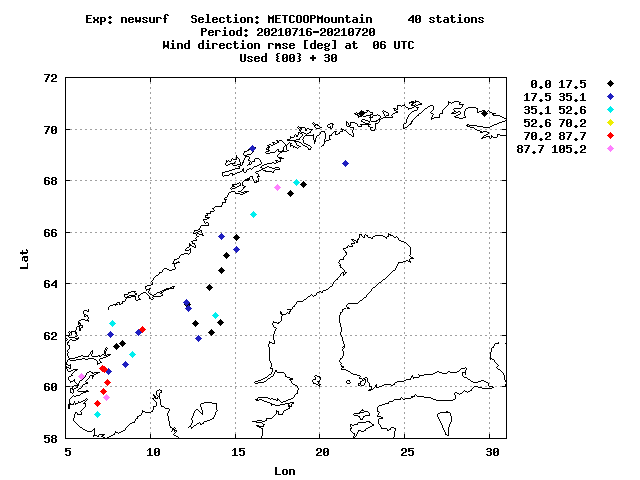 Exp: newsurf   Selection: METCOOPMountain     40 stations
Period: 20210716-20210720
Wind direction rmse [deg] at  06 UTC
Used {00} + 30
0.0 17.5
17.5 35.1
35.1 52.6
52.6 70.2
70.2 87.7
87.7 105.2
72
70
68
66
64
62
60
58
Lat
5 10 15 20 25 30
Lon